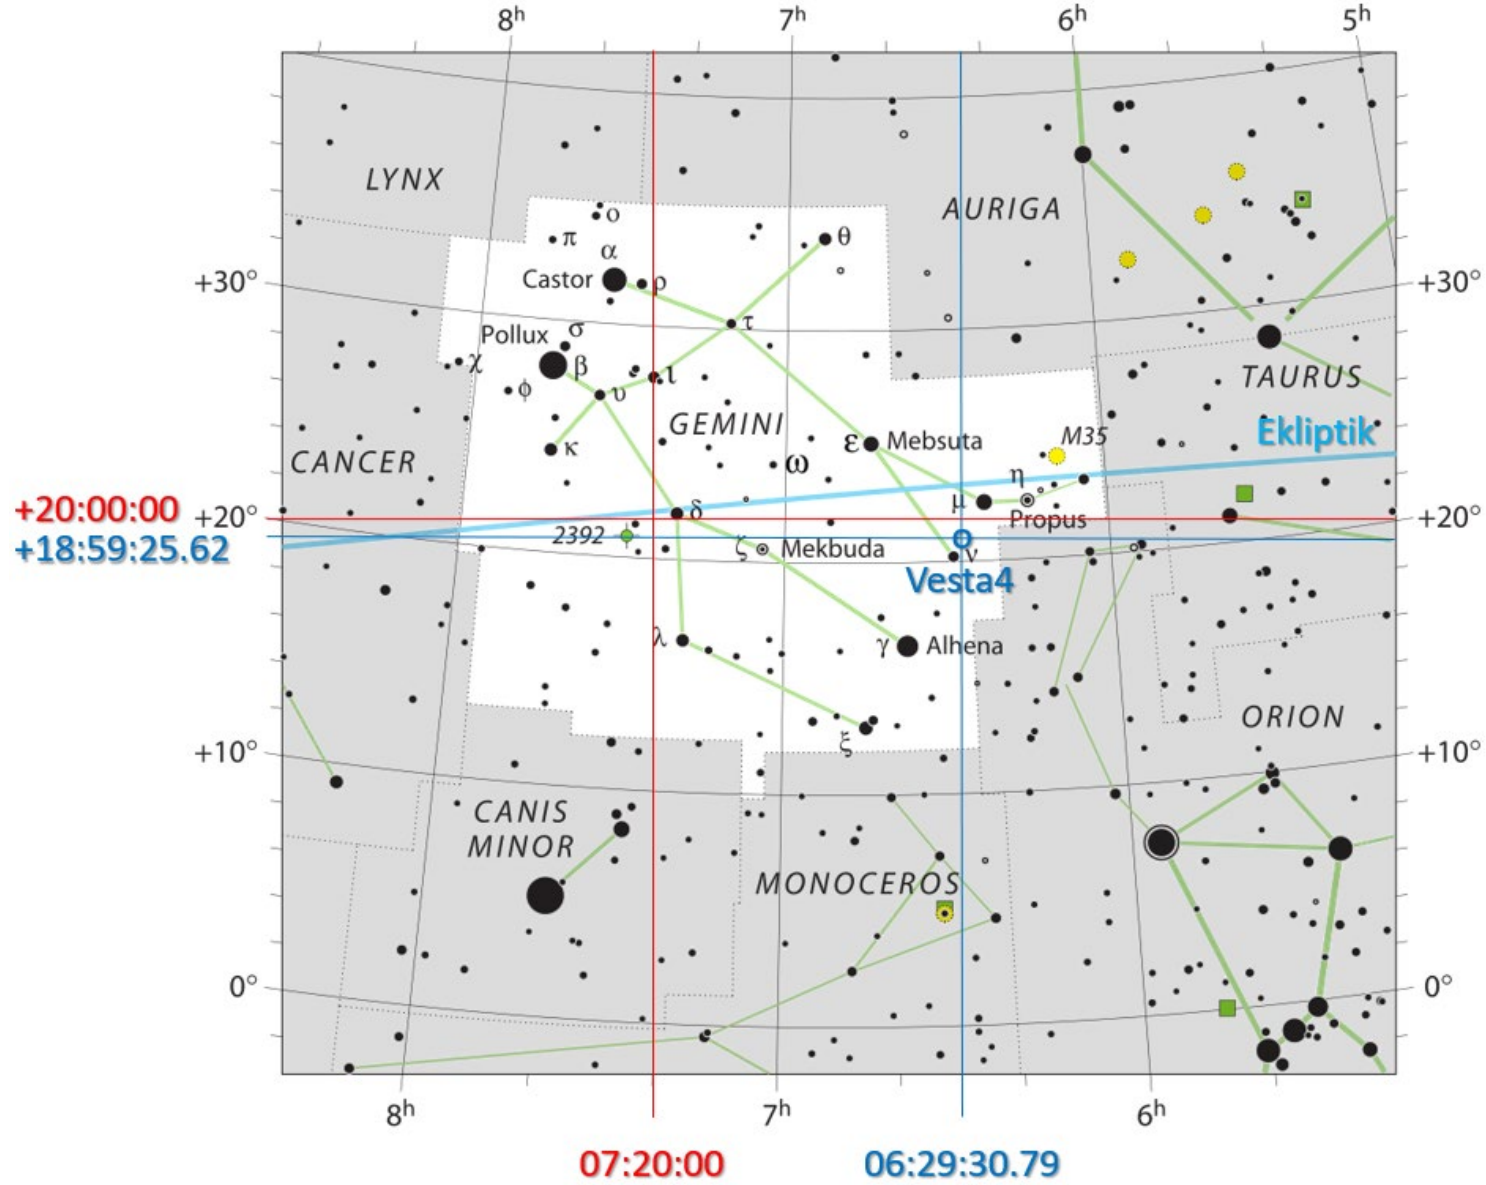 8h 7h 6h 5h
LYNX
AURIGA
ο
π
α
θ
+30° Castor ρ +30°
τ
σ
Pollux
χ β ι TAURUS
φ υ
GEMINI Ekliptik
κ ε Mebsuta M35
CANCER ω
η
μ
+20:00:00 +20° δ Propus +20°
+18:59:25.62 2392 ζ Mekbuda ν
Vesta4
λ γ Alhena
ORION
ξ
+10° +10°
CANIS
MINOR
MONOCEROS
0° 0°
8h 7h 6h
07:20:00 06:29:30.79